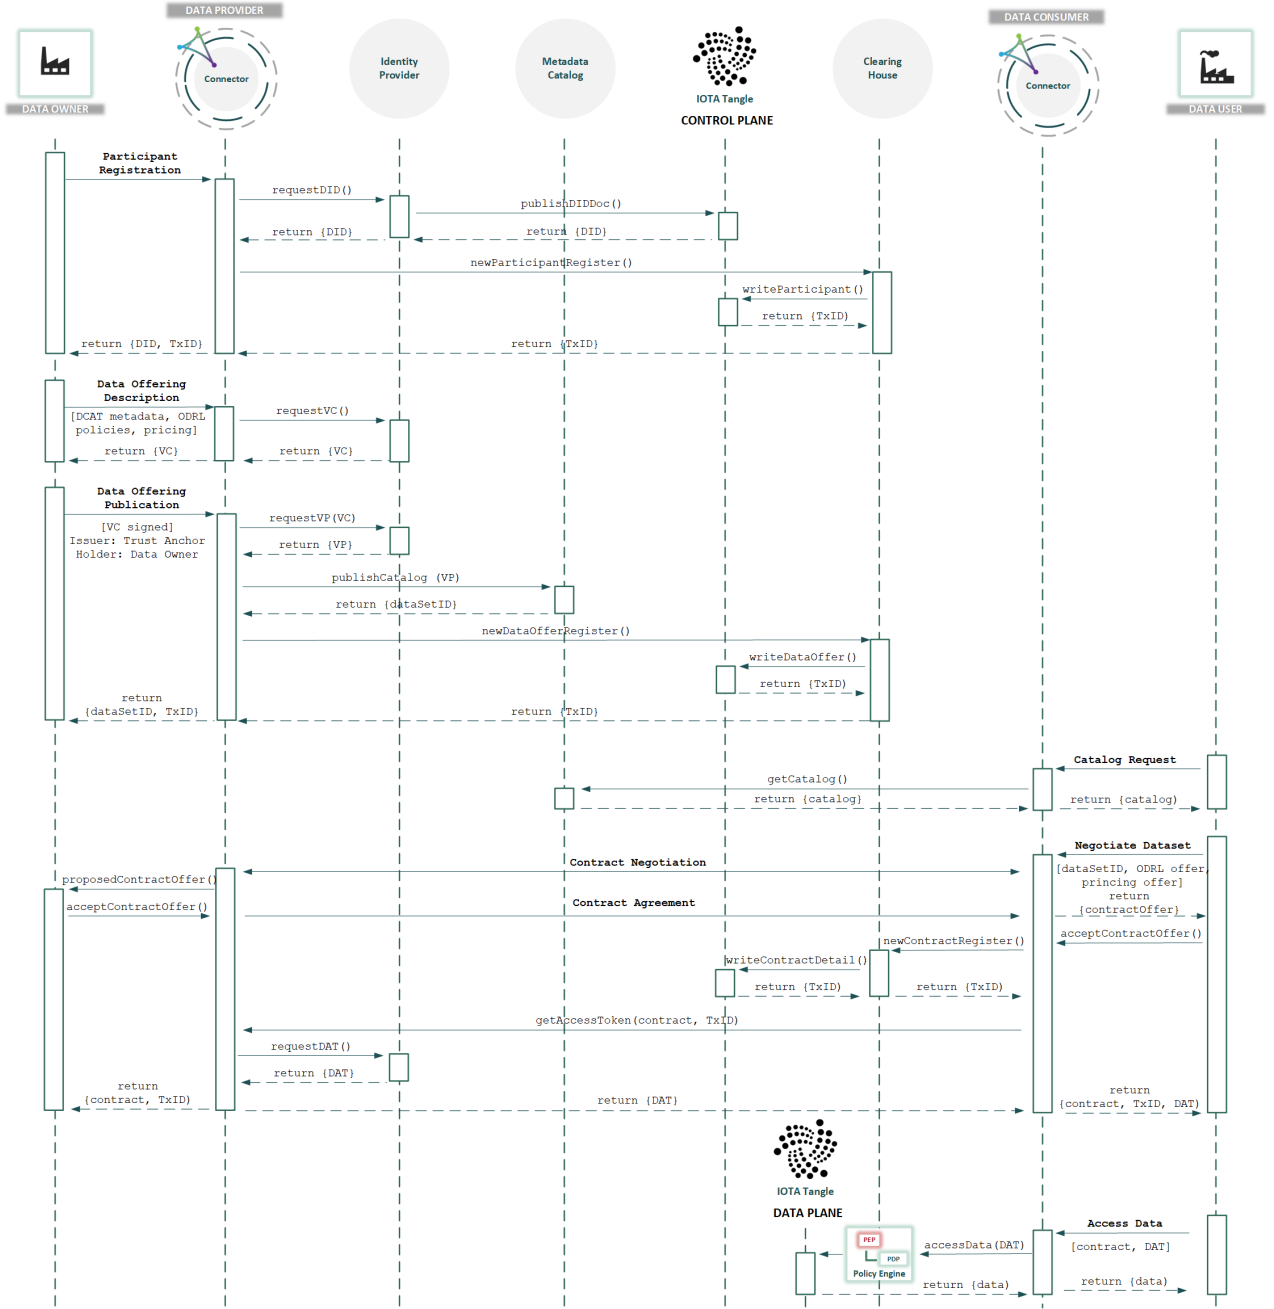 DATA PROVIDER
DATA CONSUMER
Connector
Identity
Provider
Metadata
Catalog
IOTA Tangle
CONTROL PLANE
Clearing
House
Connector
DATA OWNER
DATA USER
Participant
Registration
requestDID()
publishDIDDoc()
return {DID}
return {DID}
newParticipantRegister()
writeParticipant()
return {TxID)
return {DID, TxID}
return {TxID}
Data Offering
Description
[DCAT metadata, ODRL
policies, pricing]
requestVC()
return {VC}
return {VC}
Data Offering
Publication
[VC signed]
Issuer: Trust Anchor
Holder: Data Owner
requestVP(VC)
return {VP}
publishCatalog (VP)
return {dataSetID}
newDataOfferRegister()
writeDataOffer()
return {TxID)
return
{dataSetID, TxID}
return {TxID}
Catalog Request
getCatalog()
return {catalog}
return {catalog)
Negotiate Dataset
Contract Negotiation
[dataSetID, ODRL offer,
princing offer]
proposedContractOffer()
return
{contractOffer}
acceptContractOffer()
Contract Agreement
acceptContractOffer()
newContractRegister()
writeContractDetail()
return {TxID)
return {TxID)
getAccessToken(contract, TxID)
requestDAT()
return {DAT}
return
{contract, TxID)
return {DAT}
return
{contract, TxID, DAT)
IOTA Tangle
DATA PLANE
Access Data
[contract, DAT]
PEP
PDP
Policy Engine
accessData(DAT)
return {data)
return {data)